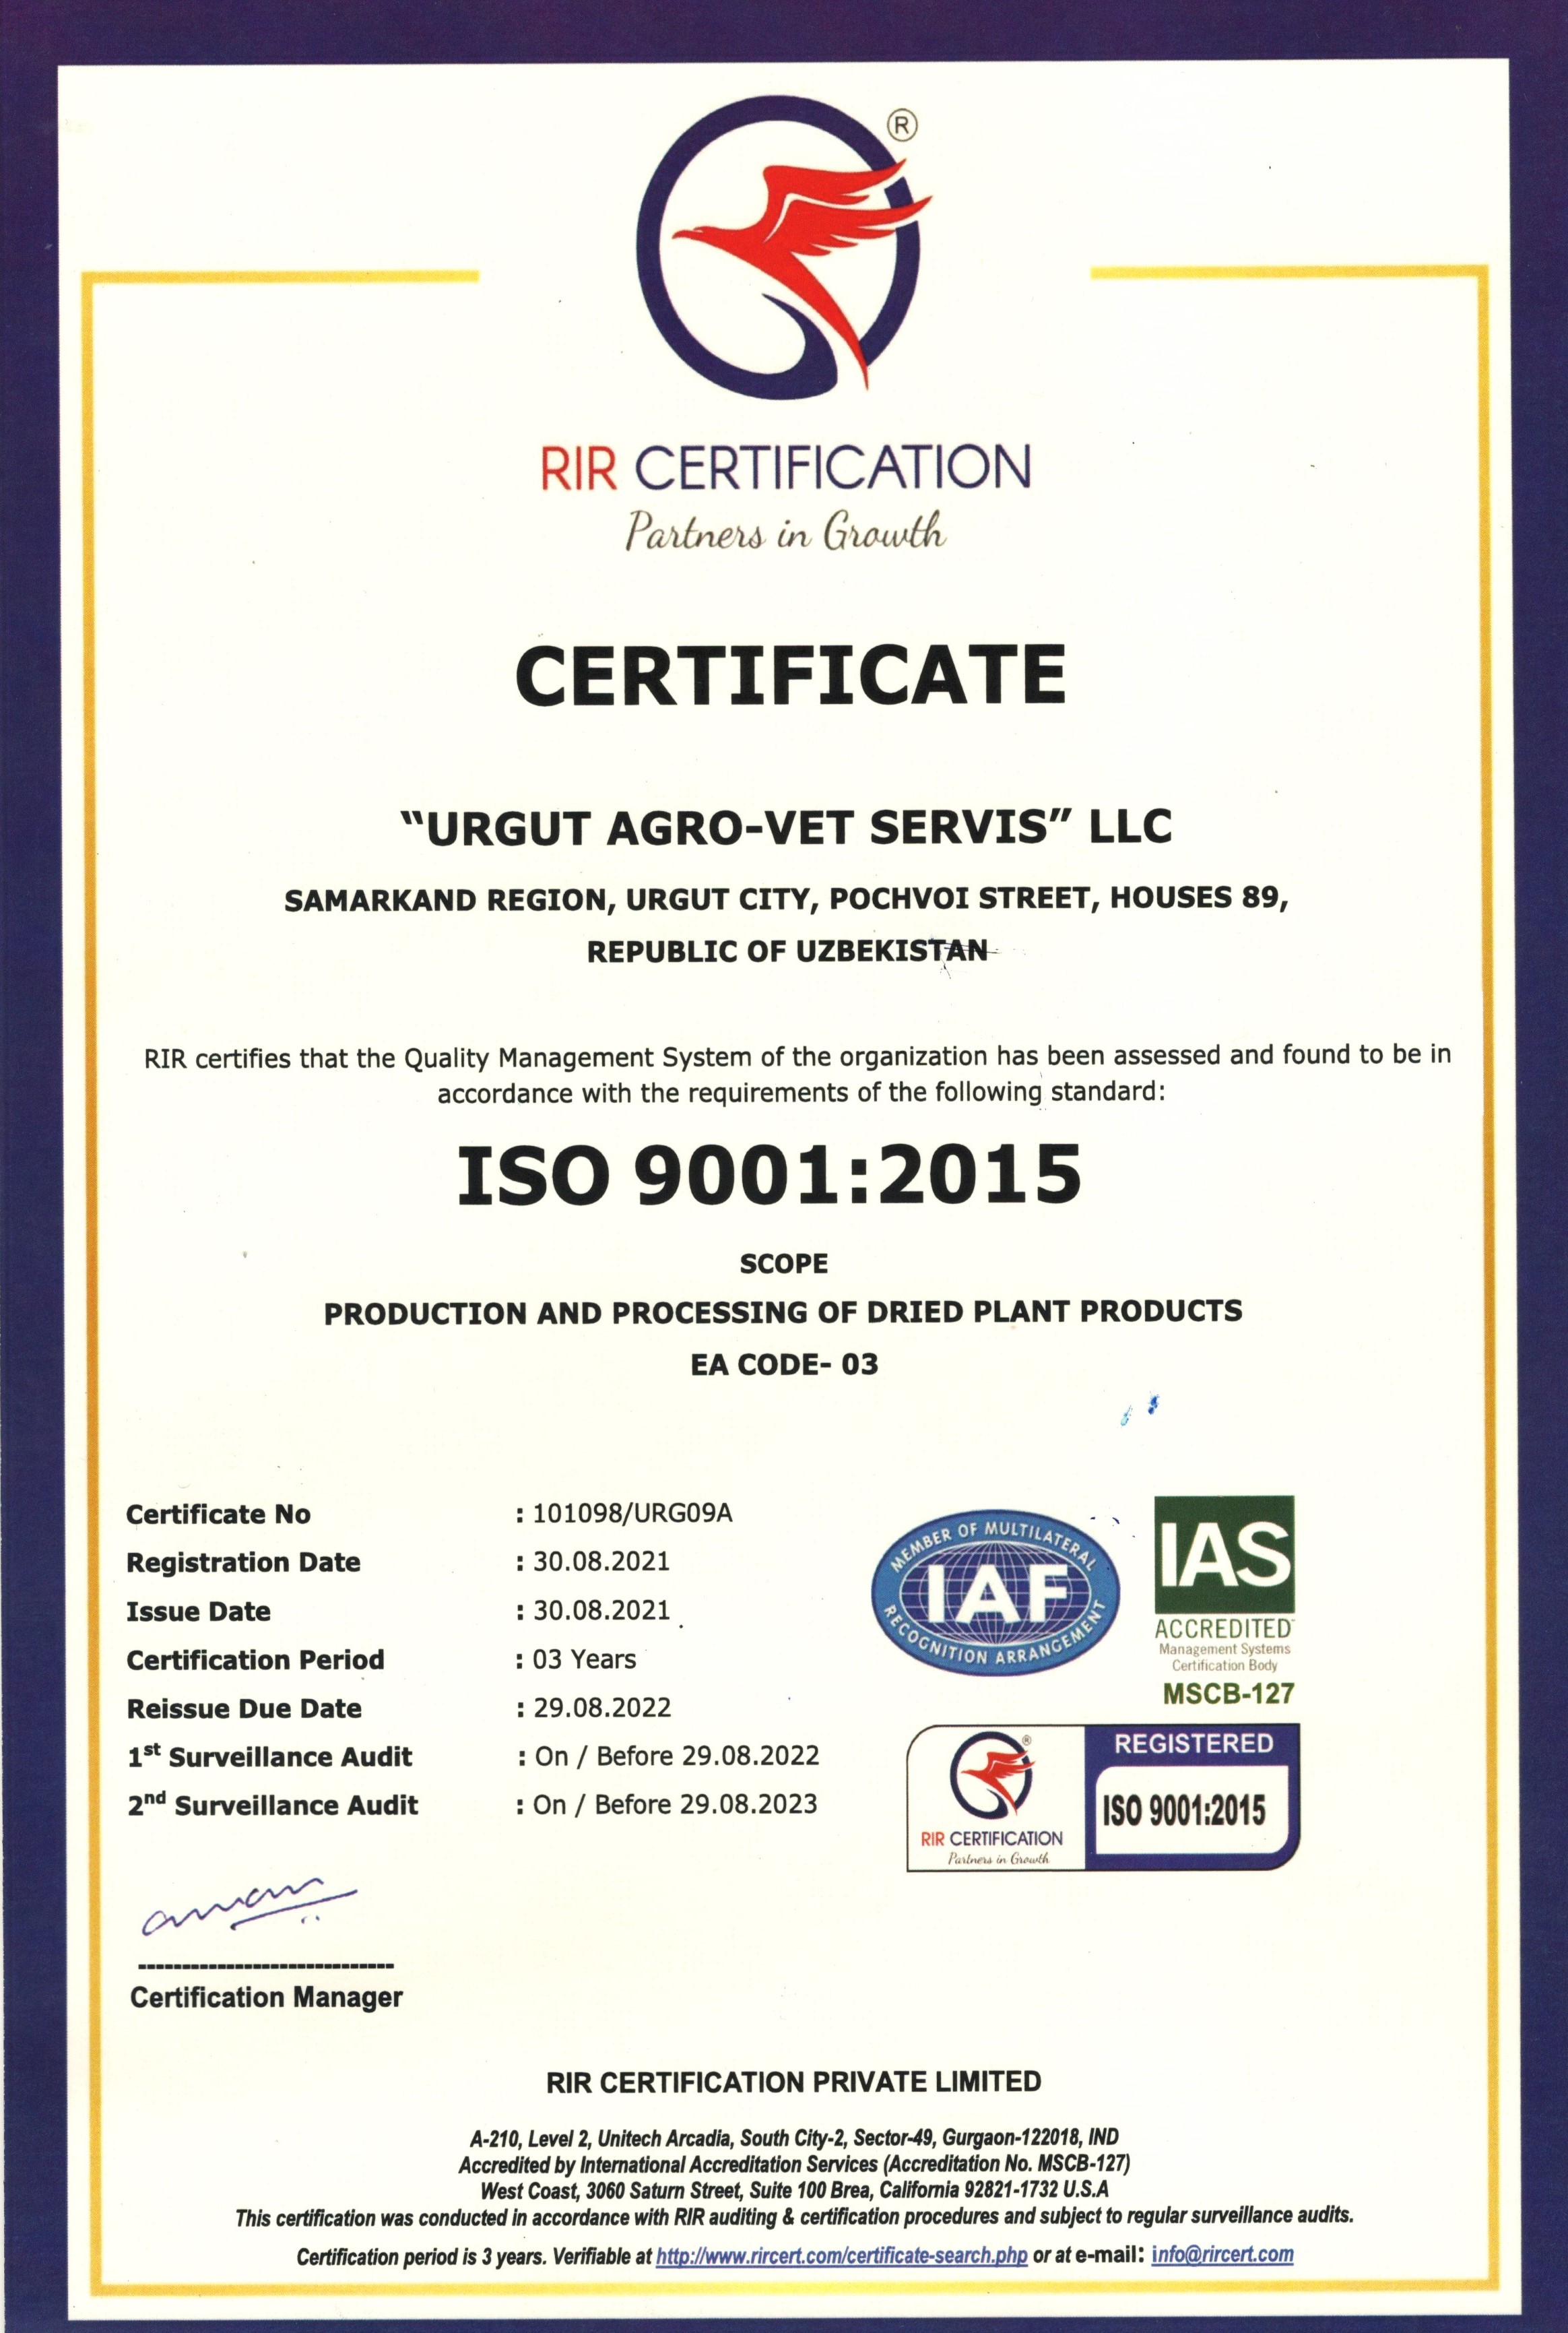 ®
RIR CERTIFICATION
Partners in Growth
CERTIFICATE
“URGUT AGRO-VET SERVIS” LLC
SAMARKAND REGION, URGUT CITY, POCHVOI STREET, HOUSES 89,
REPUBLIC OF UZBEKISTAN
RIR certifies that the Quality Management System of the organization has been assessed and found to be in
accordance with the requirements of the following standard:
ISO 9001:2015
SCOPE
PRODUCTION AND PROCESSING OF DRIED PLANT PRODUCTS
EA CODE- 03
Certificate No : 101098/URG09A
Registration Date : 30.08.2021
Issue Date : 30.08.2021
Certification Period : 03 Years
Reissue Due Date : 29.08.2022
1st Surveillance Audit : On / Before 29.08.2022
2nd Surveillance Audit : On / Before 29.08.2023
MEMBER OF MULTILATERAL
IAF
RECOGNITION ARRANGEMENT
IAS
ACCREDITED
Management Systems
Certification Body
MSCB-127
®
RIR CERTIFICATION
Partners in Growth
REGISTERED
ISO 9001:2015
Certification Manager
RIR CERTIFICATION PRIVATE LIMITED
A-210, Level 2, Unitech Arcadia, South City-2, Sector-49, Gurgaon-122018, IND
Accredited by International Accreditation Services (Accreditation No. MSCB-127)
West Coast, 3060 Saturn Street, Suite 100 Brea, California 92821-1732 U.S.A
This certification was conducted in accordance with RIR auditing & certification procedures and subject to regular surveillance audits.
Certification period is 3 years. Verifiable at http://www.rircert.com/certificate-search.php or at e-mail: info@rircert.com